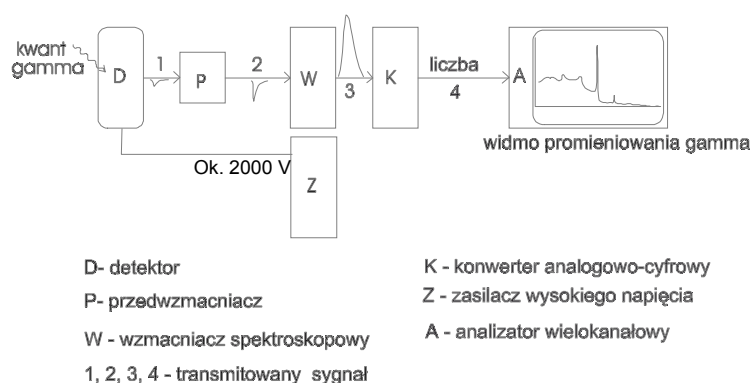 kwant
gamma
D
1
P
2
W
3
K
liczba
4
A
widmo promieniowania gamma
Ok. 2000 V
Z
D- detektor
P- przedwzmacniacz
W - wzmacniacz spektroskopowy
1, 2, 3, 4 - transmitowany sygnał
K - konwerter analogowo-cyfrowy
Z - zasilacz wysokiego napięcia
A - analizator wielokanałowy